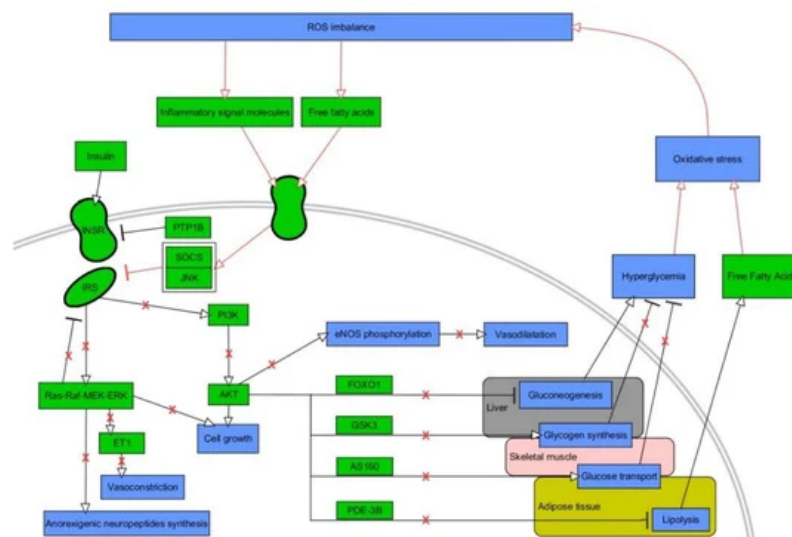 ROS imbalance
Inflammatory signal molecules
Free fatty acids
Insulin
Oxidative stress
INSR
PTP1B
SOCS
JNK
IRS
Hyperglycemia
Free Fatty Acid
PI3K
eNOS phosphorylation
Vasodilatation
Ras-Raf-MEK-ERK
AKT
FOXO1
Gluconeogenesis
Liver
GSK3
Glycogen synthesis
Cell growth
ET1
Skeletal muscle
AS160
Glucose transport
Vasoconstriction
Adipose tissue
PDE-3B
Lipolysis
Anorexigenic neuropeptides synthesis